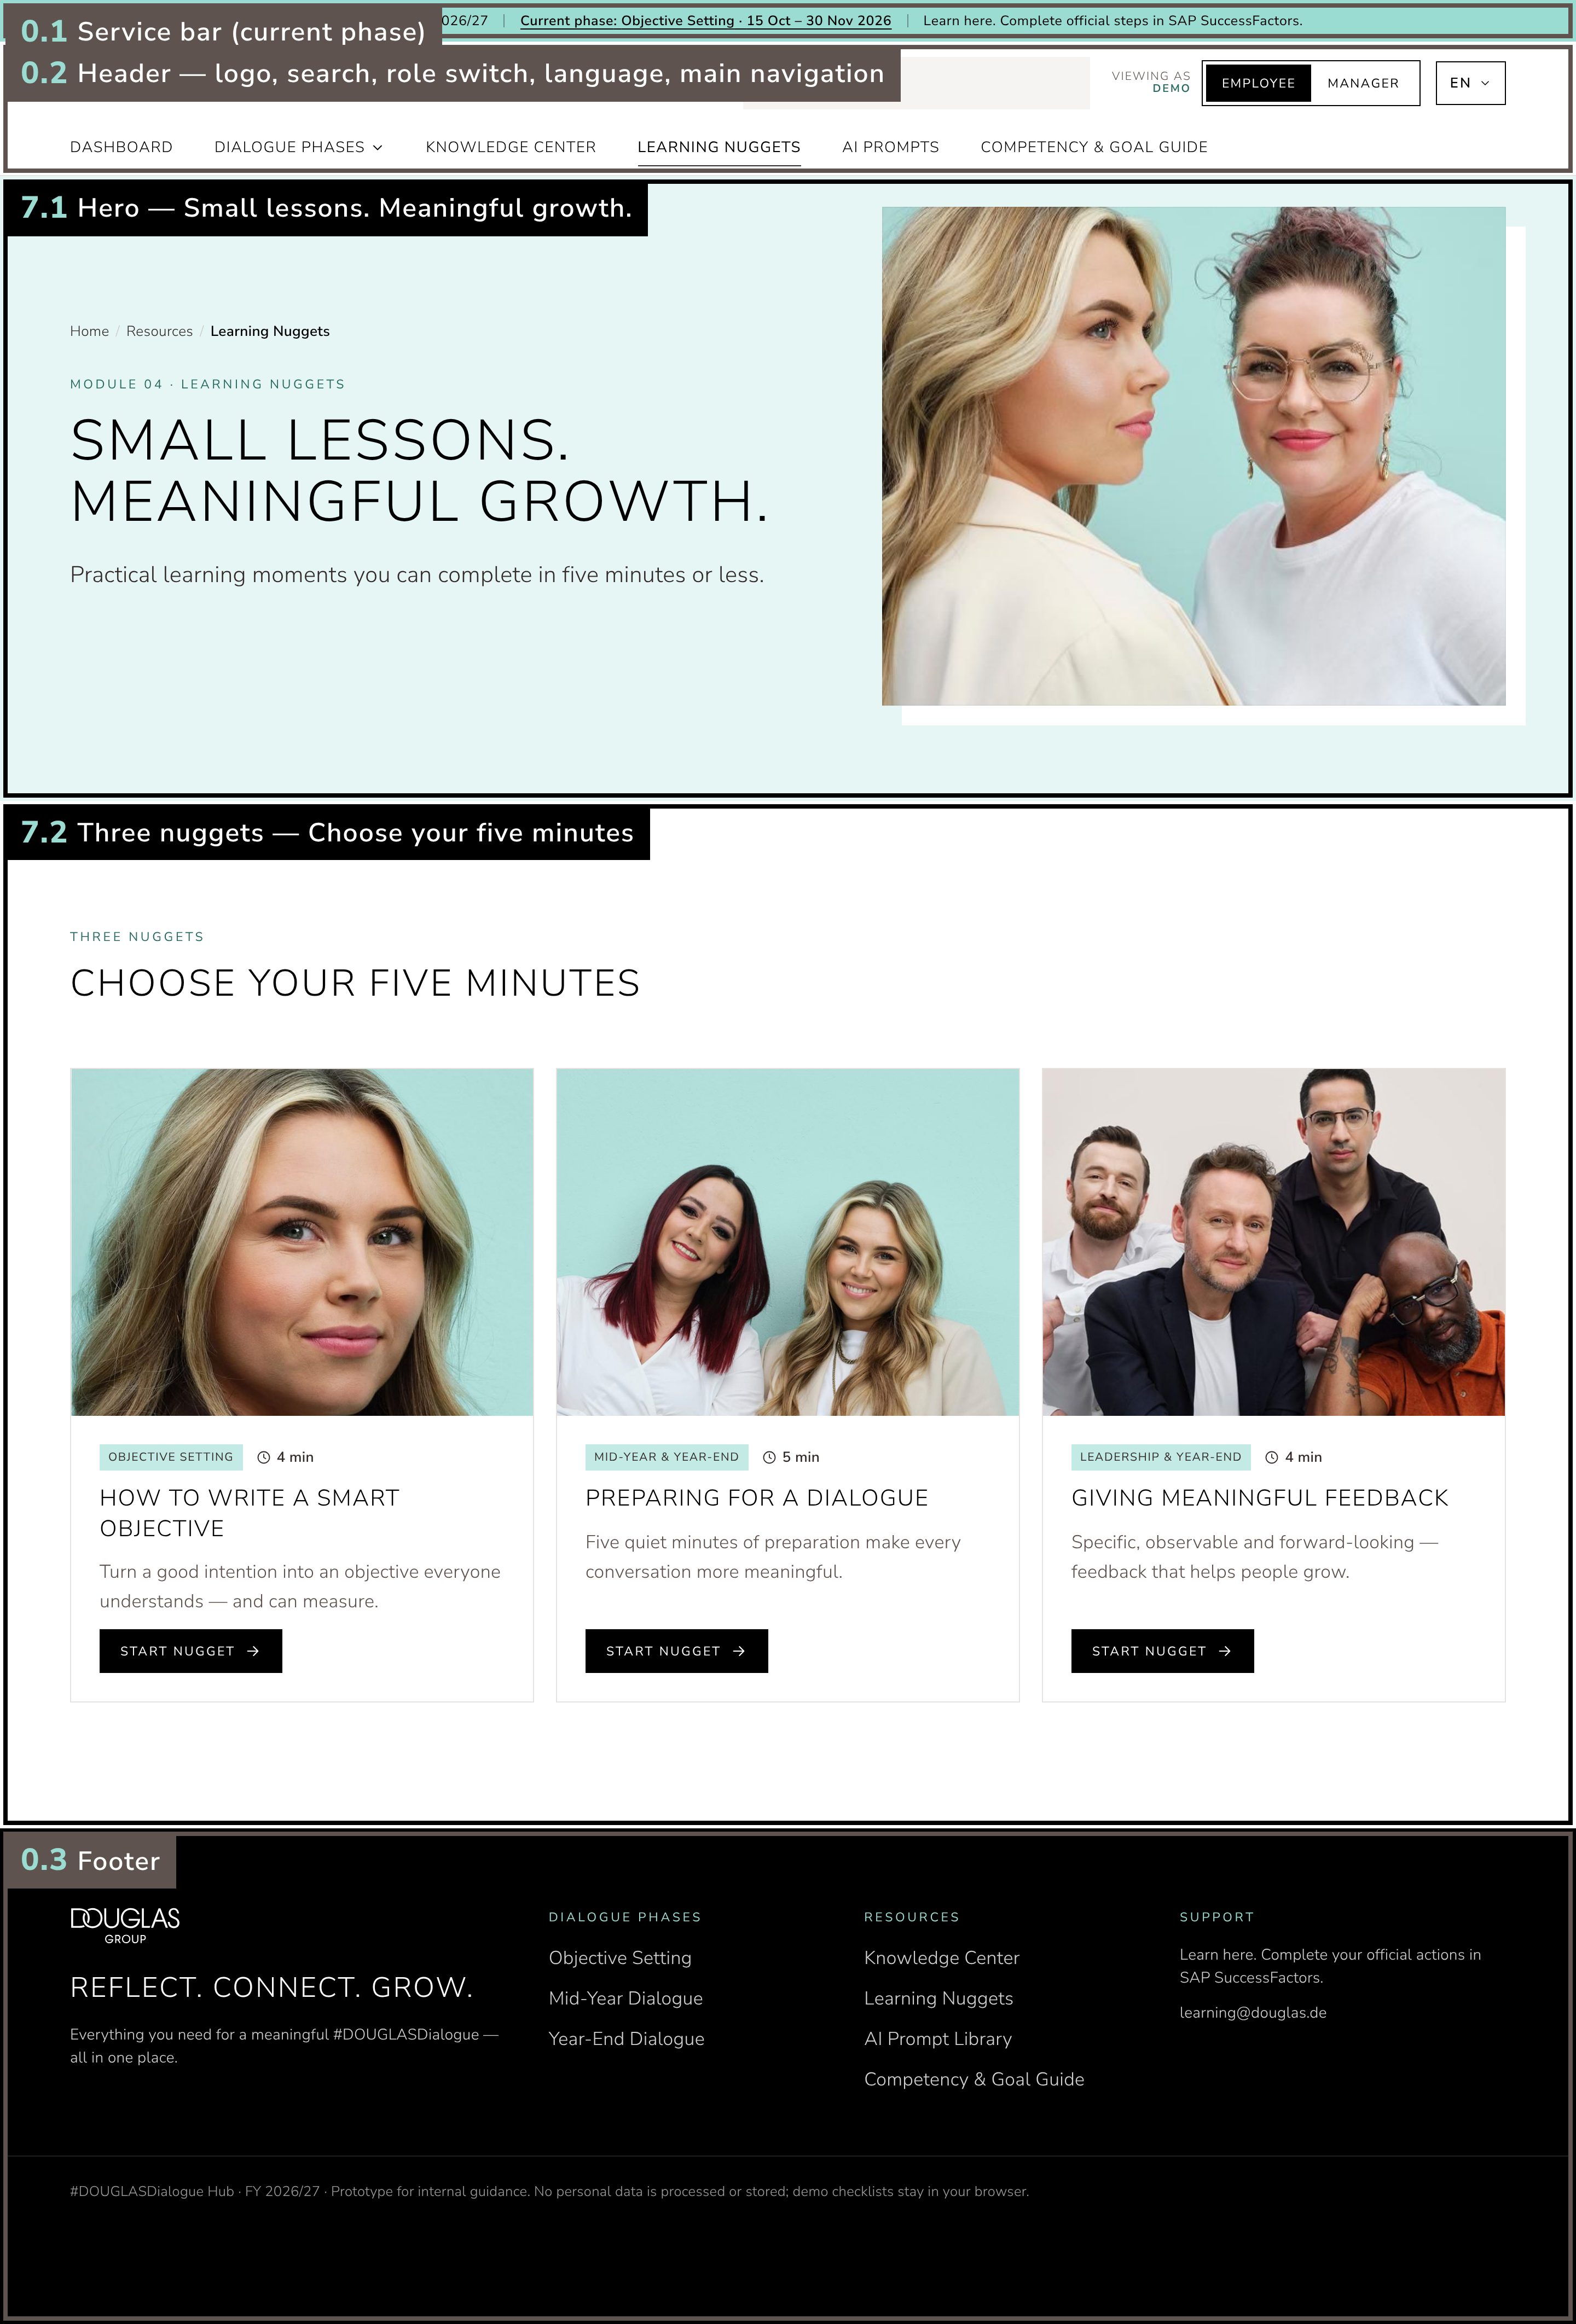 0.1 Service bar (current phase)
026/27 | Current phase: Objective Setting · 15 Oct – 30 Nov 2026 | Learn here. Complete official steps in SAP SuccessFactors.
0.2 Header — logo, search, role switch, language, main navigation
VIEWING AS
DEMO
EMPLOYEE
MANAGER
EN
DASHBOARD
DIALOGUE PHASES
KNOWLEDGE CENTER
LEARNING NUGGETS
AI PROMPTS
COMPETENCY & GOAL GUIDE
7.1 Hero — Small lessons. Meaningful growth.
Home / Resources / Learning Nuggets
MODULE 04 · LEARNING NUGGETS
SMALL LESSONS.
MEANINGFUL GROWTH.
Practical learning moments you can complete in five minutes or less.
7.2 Three nuggets — Choose your five minutes
THREE NUGGETS
CHOOSE YOUR FIVE MINUTES
OBJECTIVE SETTING 4 min
HOW TO WRITE A SMART
OBJECTIVE
Turn a good intention into an objective everyone
understands — and can measure.
START NUGGET →
MID-YEAR & YEAR-END 5 min
PREPARING FOR A DIALOGUE
Five quiet minutes of preparation make every
conversation more meaningful.
START NUGGET →
LEADERSHIP & YEAR-END 4 min
GIVING MEANINGFUL FEEDBACK
Specific, observable and forward-looking —
feedback that helps people grow.
START NUGGET →
0.3 Footer
DOUGLAS
GROUP
REFLECT. CONNECT. GROW.
Everything you need for a meaningful #DOUGLASDialogue —
all in one place.
DIALOGUE PHASES
Objective Setting
Mid-Year Dialogue
Year-End Dialogue
RESOURCES
Knowledge Center
Learning Nuggets
AI Prompt Library
Competency & Goal Guide
SUPPORT
Learn here. Complete your official actions in
SAP SuccessFactors.
learning@douglas.de
#DOUGLASDialogue Hub · FY 2026/27 · Prototype for internal guidance. No personal data is processed or stored; demo checklists stay in your browser.